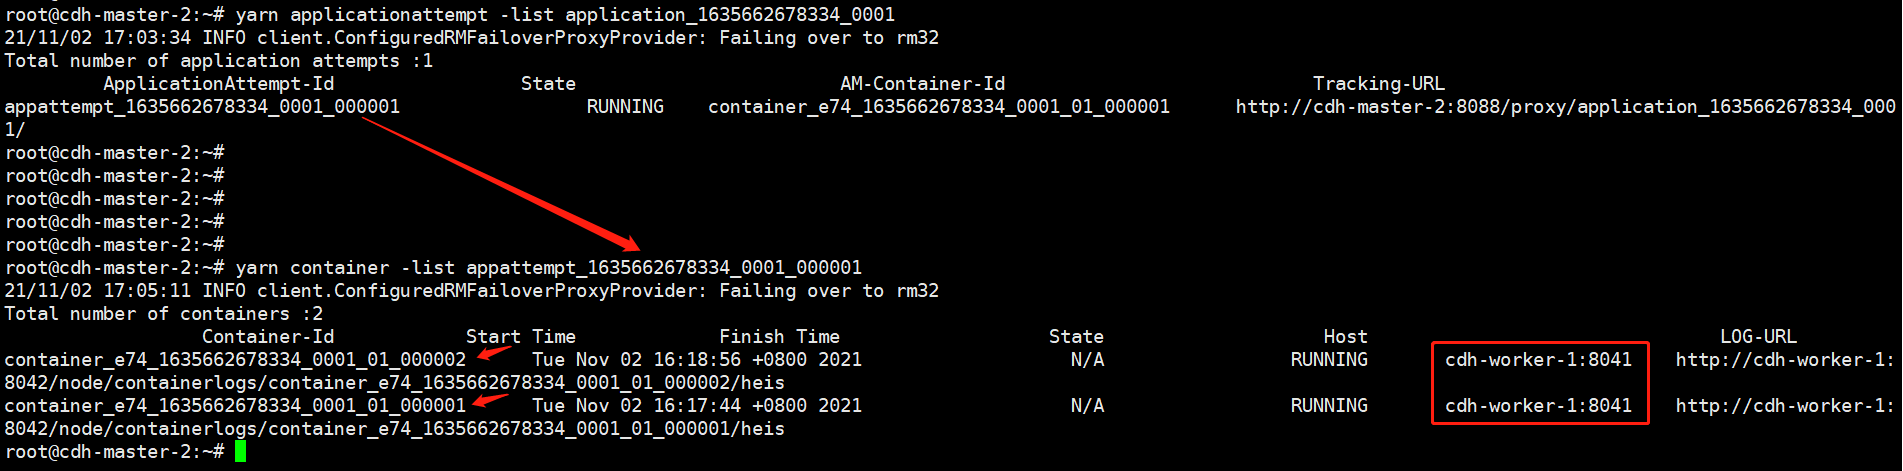 root@cdh-master-2:~# yarn applicationattempt -list application_1635662678334_0001
21/11/02 17:03:34 INFO client.ConfiguredRMFailoverProxyProvider: Failing over to rm32
Total number of application attempts :1
ApplicationAttempt-Id State AM-Container-Id Tracking-URL
appattempt_1635662678334_0001_000001 RUNNING container_e74_1635662678334_0001_01_000001 http://cdh-master-2:8088/proxy/application_1635662678334_000
1/
root@cdh-master-2:~#
root@cdh-master-2:~#
root@cdh-master-2:~#
root@cdh-master-2:~#
root@cdh-master-2:~#
root@cdh-master-2:~# yarn container -list appattempt_1635662678334_0001_000001
21/11/02 17:05:11 INFO client.ConfiguredRMFailoverProxyProvider: Failing over to rm32
Total number of containers :2
Container-Id Start Time Finish Time State Host LOG-URL
container_e74_1635662678334_0001_01_000002 Tue Nov 02 16:18:56 +0800 2021 N/A RUNNING cdh-worker-1:8041 http://cdh-worker-1:
8042/node/containerlogs/container_e74_1635662678334_0001_01_000002/heis
container_e74_1635662678334_0001_01_000001 Tue Nov 02 16:17:44 +0800 2021 N/A RUNNING cdh-worker-1:8041 http://cdh-worker-1:
8042/node/containerlogs/container_e74_1635662678334_0001_01_000001/heis
root@cdh-master-2:~#